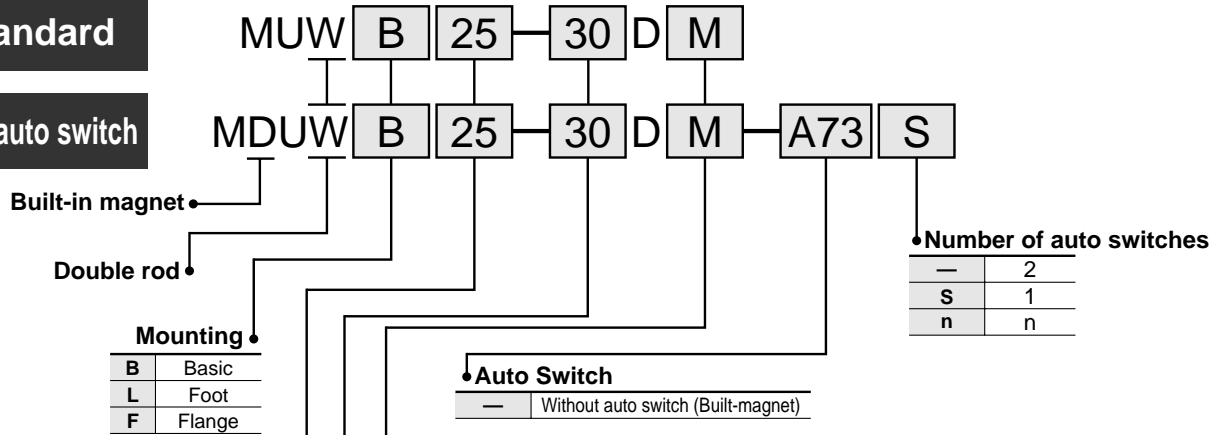 andard
MUW B 25 — 30 D M
auto switch
MDUW B 25 — 30 D M — A73 S
Built-in magnet
Number of auto switches
— 2
S 1
n n
Double rod
Mounting
B Basic
L Foot
F Flange
Auto Switch
— Without auto switch (Built-magnet)